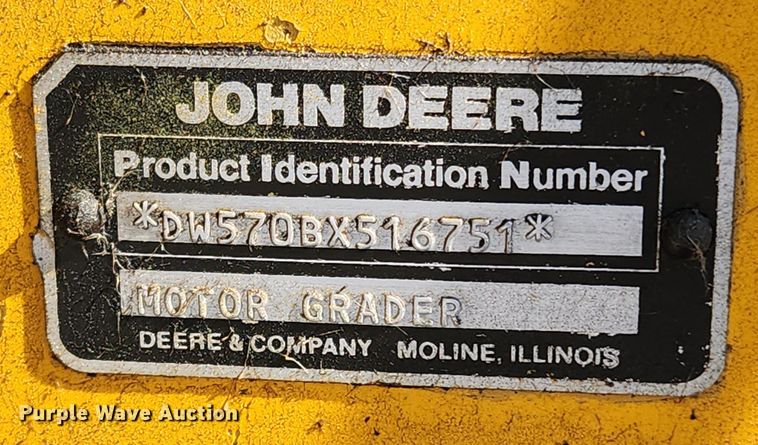 JOHN DEERE
Product Identification Number
*DW570BX516751*
MOTOR GRADER
DEERE & COMPANY MOLINE, ILLINOIS
Purple Wave Auction